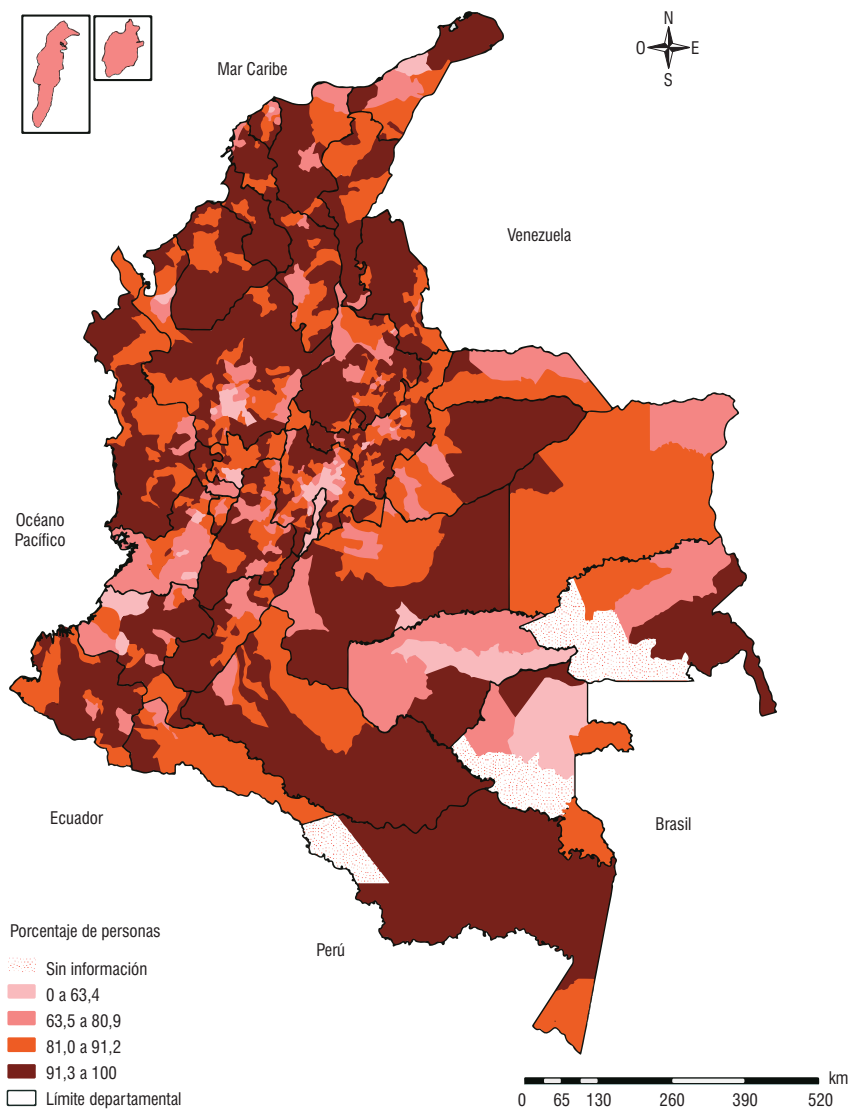 N
O E
S
Mar Caribe
Venezuela
Océano
Pacífico
Ecuador
Brasil
Perú
Porcentaje de personas
Sin información
0 a 63,4
63,5 a 80,9
81,0 a 91,2
91,3 a 100
Límite departamental
km
0 65 130 260 390 520